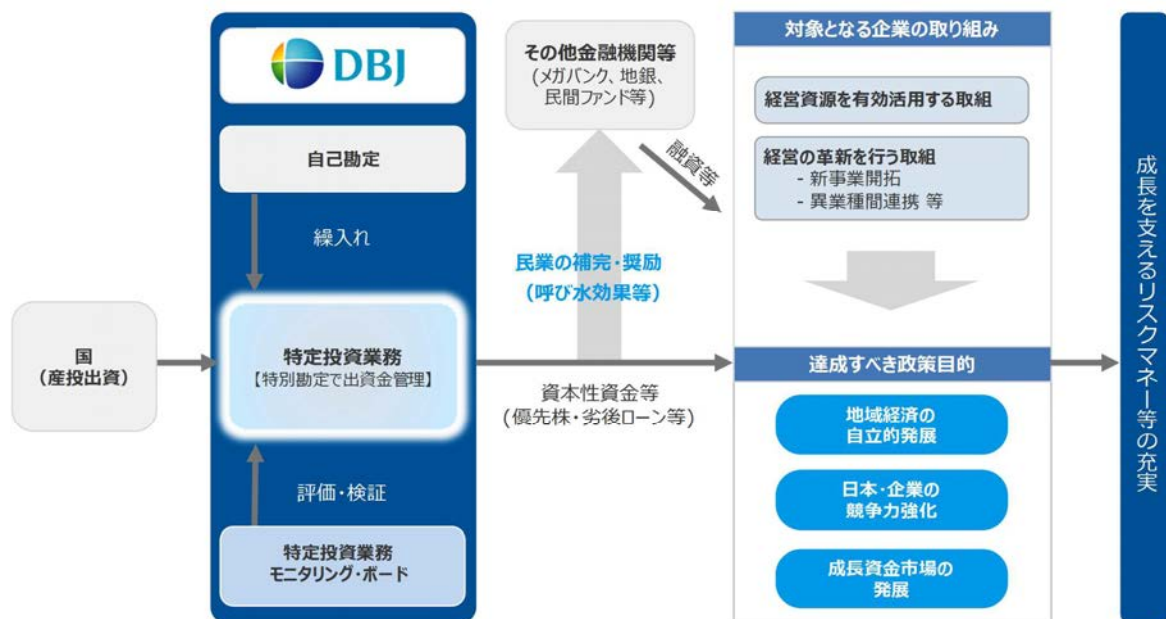 DBJ
自己勘定
繰入れ
国
（産投出資）
特定投資業務
【特別勘定で出資金管理】
評価・検証
特定投資業務
モニタリング・ボード
その他金融機関等
（メガバンク、地銀、
民間ファンド等）
融資等
民業の補完・奨励
（呼び水効果等）
資本性資金等
（優先株・劣後ローン等）
対象となる企業の取り組み
経営資源を有効活用する取組
経営の革新を行う取組
- 新事業開拓
- 異業種間連携 等
達成すべき政策目的
地域経済の
自立的発展
日本・企業の
競争力強化
成長資金市場の
発展
成長を支えるリスクマネー等の充実